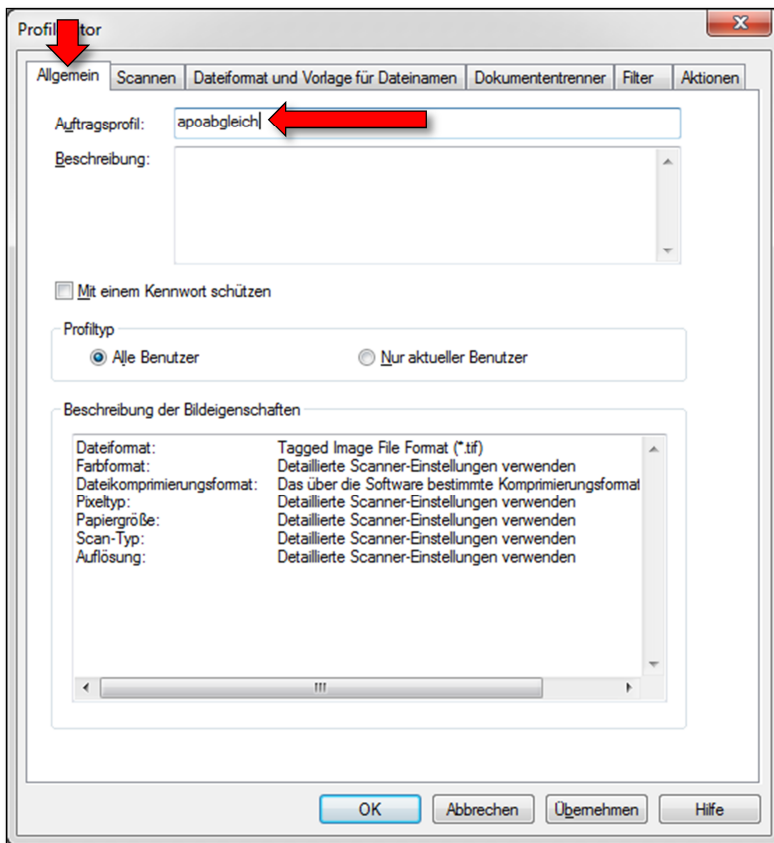 Profil tor
Allgemein Scannen Dateiformat und Vorlage für Dateinamen Dokumententrenner Filter Aktionen
Auftragsprofil: apoabgleich
Beschreibung:
Mit einem Kennwort schützen
Profiltyp
Alle Benutzer Nur aktueller Benutzer
Beschreibung der Bildeigenschaften
Dateiformat: Tagged Image File Format (*.tif)
Farbformat: Detaillierte Scanner-Einstellungen verwenden
Dateikomprimierungsformat: Das über die Software bestimmte Komprimierungsformat
Pixeltyp: Detaillierte Scanner-Einstellungen verwenden
Papiergröße: Detaillierte Scanner-Einstellungen verwenden
Scan-Typ: Detaillierte Scanner-Einstellungen verwenden
Auflösung: Detaillierte Scanner-Einstellungen verwenden
OK Abbrechen Übernehmen Hilfe